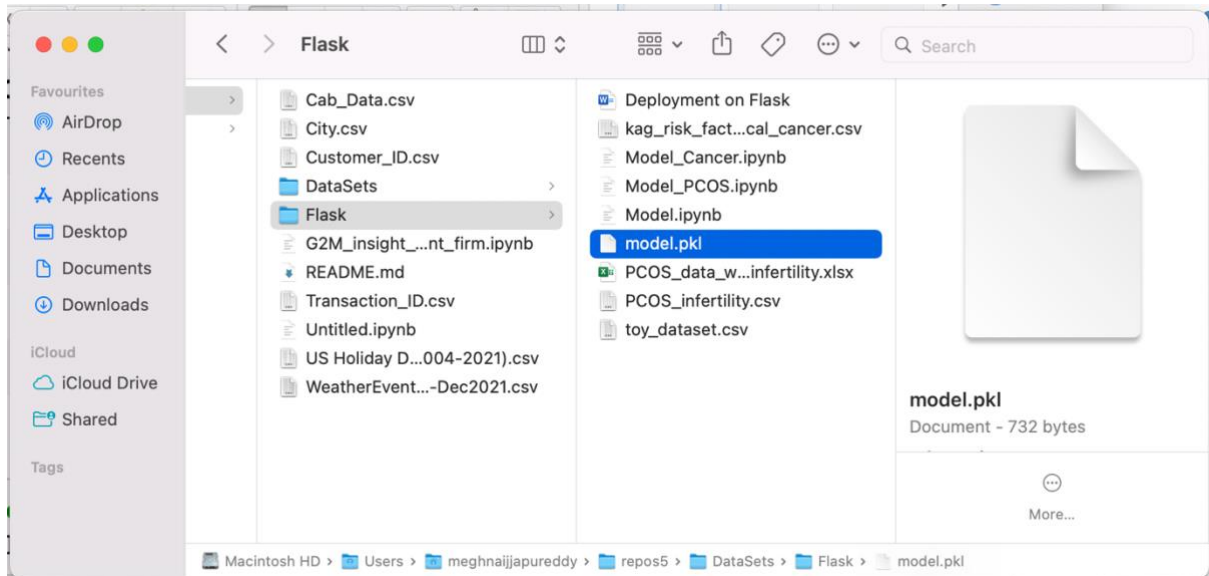 Flask
Search
Favourites
AirDrop
Recents
Applications
Desktop
Documents
Downloads
iCloud
iCloud Drive
Shared
Tags
Cab_Data.csv
City.csv
Customer_ID.csv
DataSets
Flask
G2M_insight_...nt_firm.ipynb
README.md
Transaction_ID.csv
Untitled.ipynb
US Holiday D...004-2021).csv
WeatherEvent...-Dec2021.csv
Deployment on Flask
kag_risk_fact...cal_cancer.csv
Model_Cancer.ipynb
Model_PCOS.ipynb
Model.ipynb
model.pkl
PCOS_data_w...infertility.xlsx
PCOS_infertility.csv
toy_dataset.csv
model.pkl
Document - 732 bytes
More...
Macintosh HD › Users › meghnaijjapureddy › repos5 › DataSets › Flask › model.pkl